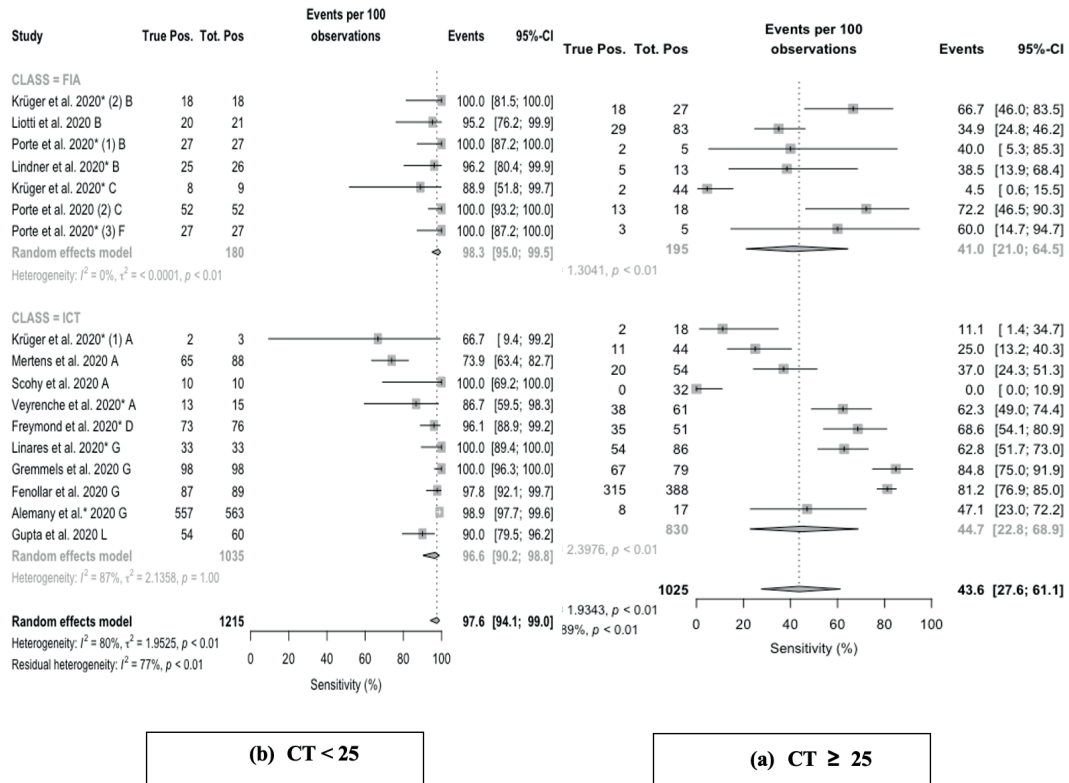 Events per 100
Study True Pos. Tot. Pos observations Events 95%-CI
CLASS = FIA
Krüger et al. 2020* (2) B 18 18 100.0 [81.5; 100.0]
Liotti et al. 2020 B 20 21 95.2 [76.2; 99.9]
Porte et al. 2020* (1) B 27 27 100.0 [87.2; 100.0]
Lindner et al. 2020* B 25 26 96.2 [80.4; 99.9]
Krüger et al. 2020* C 8 9 88.9 [51.8; 99.7]
Porte et al. 2020 (2) C 52 52 100.0 [93.2; 100.0]
Porte et al. 2020* (3) F 27 27 100.0 [87.2; 100.0]
Random effects model 180 98.3 [95.0; 99.5]
Heterogeneity: I² = 0%, τ² = < 0.0001, p < 0.01
CLASS = ICT
Krüger et al. 2020* (1) A 2 3 66.7 [ 9.4; 99.2]
Mertens et al. 2020 A 65 88 73.9 [63.4; 82.7]
Scohy et al. 2020 A 10 10 100.0 [69.2; 100.0]
Veyrenche et al. 2020* A 13 15 86.7 [59.5; 98.3]
Freymond et al. 2020* D 73 76 96.1 [88.9; 99.2]
Linares et al. 2020* G 33 33 100.0 [89.4; 100.0]
Gremmels et al. 2020 G 98 98 100.0 [96.3; 100.0]
Fenollar et al. 2020 G 87 89 97.8 [92.1; 99.7]
Alemany et al.* 2020 G 557 563 98.9 [97.7; 99.6]
Gupta et al. 2020 L 54 60 90.0 [79.5; 96.2]
Random effects model 1035 96.6 [90.2; 98.8]
Heterogeneity: I² = 87%, τ² = 2.1358, p = 1.00
Random effects model 1215 97.6 [94.1; 99.0]
Heterogeneity: I² = 80%, τ² = 1.9525, p < 0.01
Residual heterogeneity: I² = 77%, p < 0.01
0 20 40 60 80 100
Sensitivity (%)
(b) CT < 25
Events per 100
True Pos. Tot. Pos observations Events 95%-CI
18 27 66.7 [46.0; 83.5]
29 83 34.9 [24.8; 46.2]
2 5 40.0 [ 5.3; 85.3]
5 13 38.5 [13.9; 68.4]
2 44 4.5 [ 0.6; 15.5]
13 18 72.2 [46.5; 90.3]
3 5 60.0 [14.7; 94.7]
195 41.0 [21.0; 64.5]
1.3041, p < 0.01
2 18 11.1 [ 1.4; 34.7]
11 44 25.0 [13.2; 40.3]
20 54 37.0 [24.3; 51.3]
0 32 0.0 [ 0.0; 10.9]
38 61 62.3 [49.0; 74.4]
35 51 68.6 [54.1; 80.9]
54 86 62.8 [51.7; 73.0]
67 79 84.8 [75.0; 91.9]
315 388 81.2 [76.9; 85.0]
8 17 47.1 [23.0; 72.2]
830 44.7 [22.8; 68.9]
2.3976, p < 0.01
1025 43.6 [27.6; 61.1]
1.9343, p < 0.01
89%, p < 0.01
0 20 40 60 80 100
Sensitivity (%)
(a) CT ≥ 25